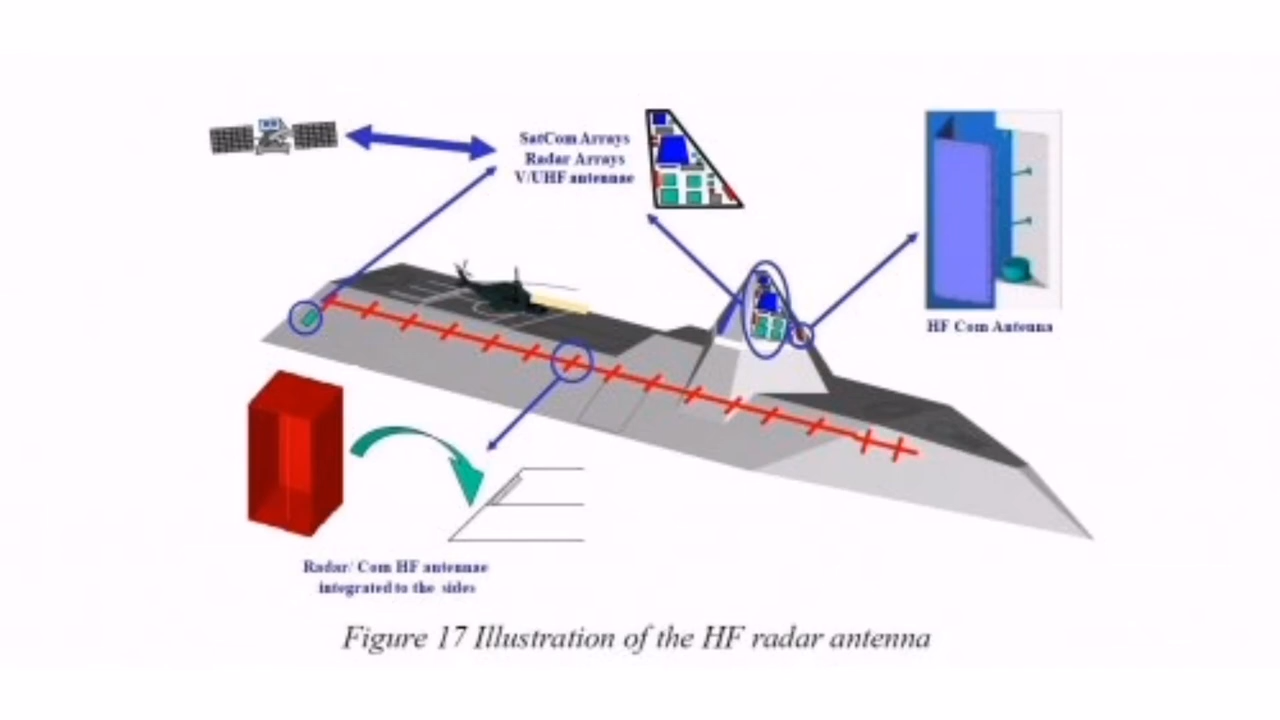 SatCom Arrays
Radar Arrays
V/UHF antennae
HF Com Antenna
Radar/ Com HF antennae
integrated to the sides
Figure 17 Illustration of the HF radar antenna